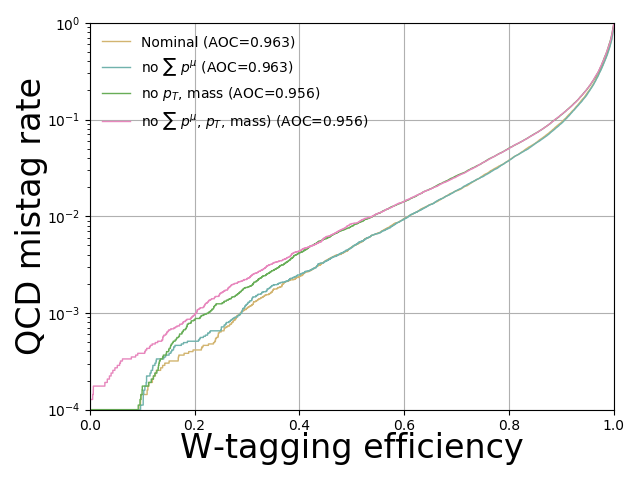 10⁰
10⁻¹
10⁻²
10⁻³
10⁻⁴
QCD mistag rate
Nominal (AOC=0.963)
no ∑ p^μ (AOC=0.963)
no p_T, mass (AOC=0.956)
no ∑ p^μ, p_T, mass) (AOC=0.956)
0.0 0.2 0.4 0.6 0.8 1.0
W-tagging efficiency